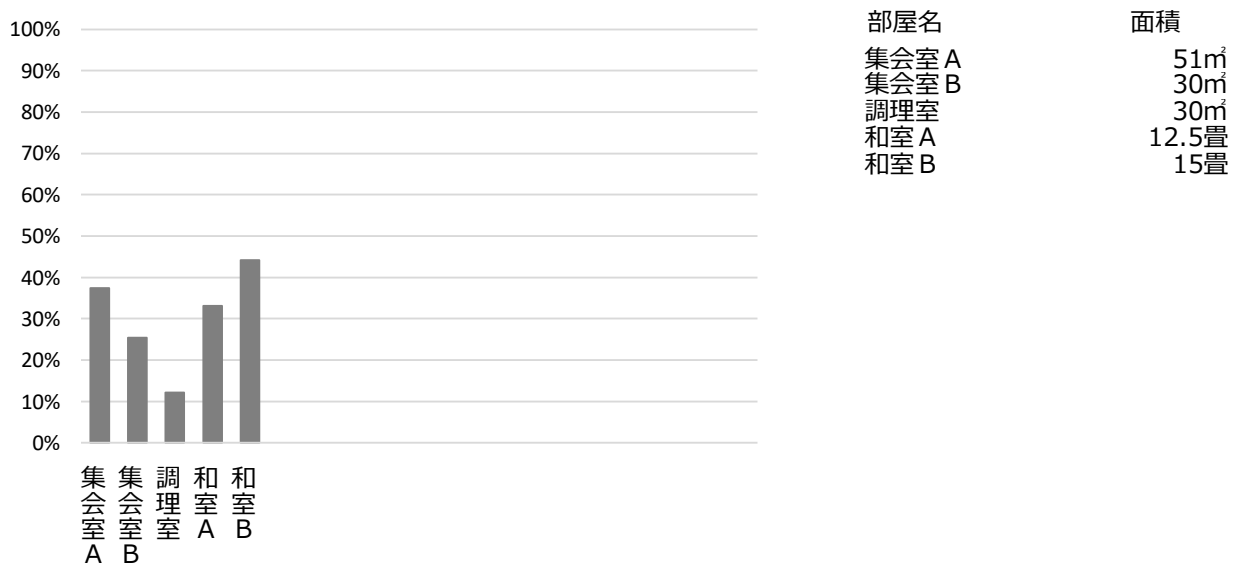 100%
90%
80%
70%
60%
50%
40%
30%
20%
10%
0%
集会室A
集会室B
調理室
和室A
和室B
部屋名 面積
集会室A 51㎡
集会室B 30㎡
調理室 30㎡
和室A 12.5畳
和室B 15畳